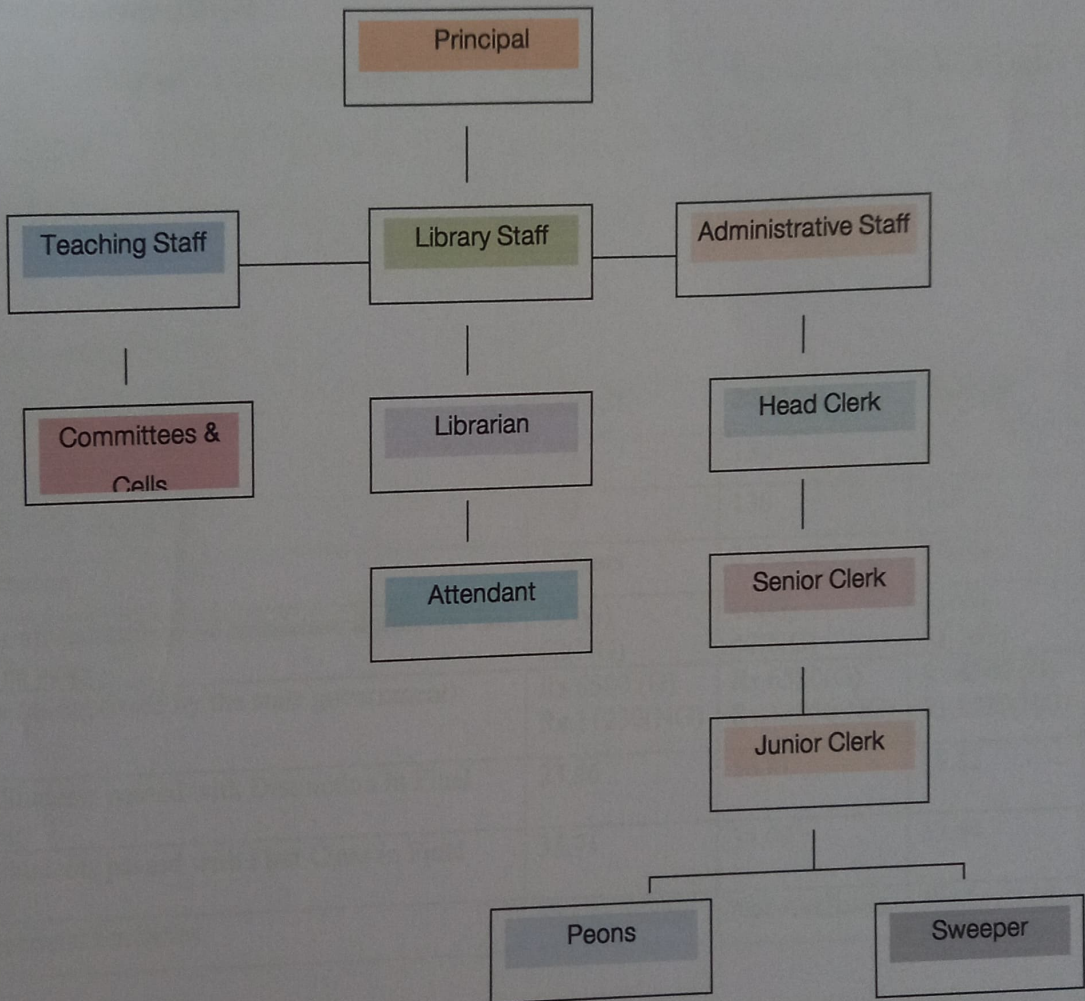 Principal
Teaching Staff
Library Staff
Administrative Staff
Committees &
Cells
Librarian
Head Clerk
Attendant
Senior Clerk
Junior Clerk
Peons
Sweeper